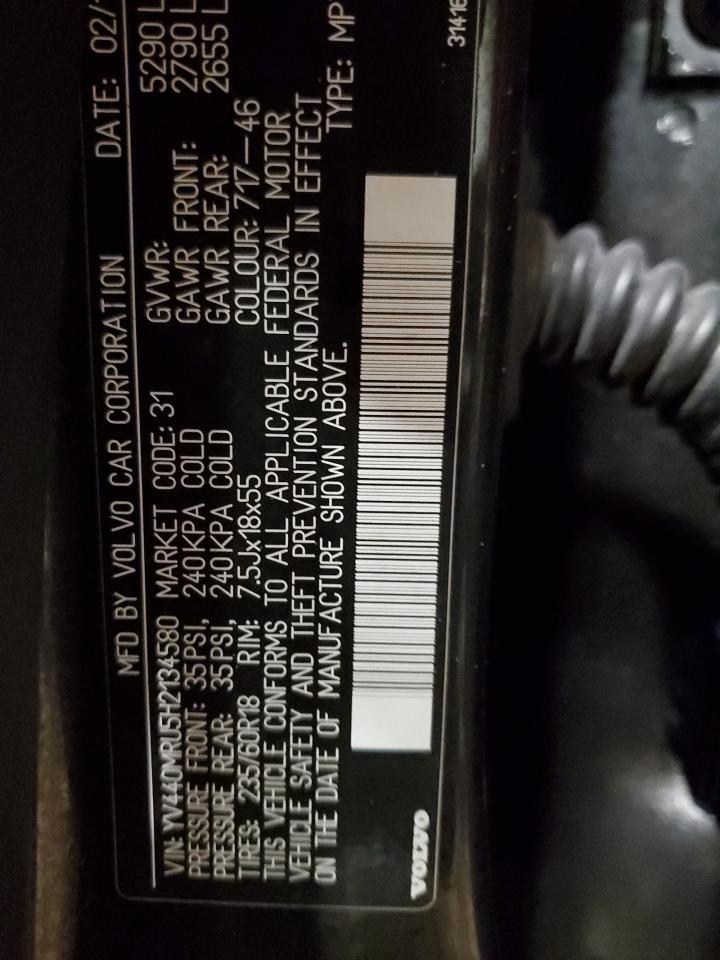 MFD BY VOLVO CAR CORPORATION DATE: 02/
VIN: YV440MRU5H2134580 MARKET CODE: 31 GVWR: 5290 L
PRESSURE FRONT: 35PSI, 240KPA COLD GAWR FRONT: 2790 L
PRESSURE REAR: 35PSI, 240KPA COLD GAWR REAR: 2655 L
TIRES: 235/60R18 RIM: 7.5Jx18x55 COLOUR: 717-46
THIS VEHICLE CONFORMS TO ALL APPLICABLE FEDERAL MOTOR
VEHICLE SAFETY AND THEFT PREVENTION STANDARDS IN EFFECT
ON THE DATE OF MANUFACTURE SHOWN ABOVE. TYPE: MP
VOLVO 31416